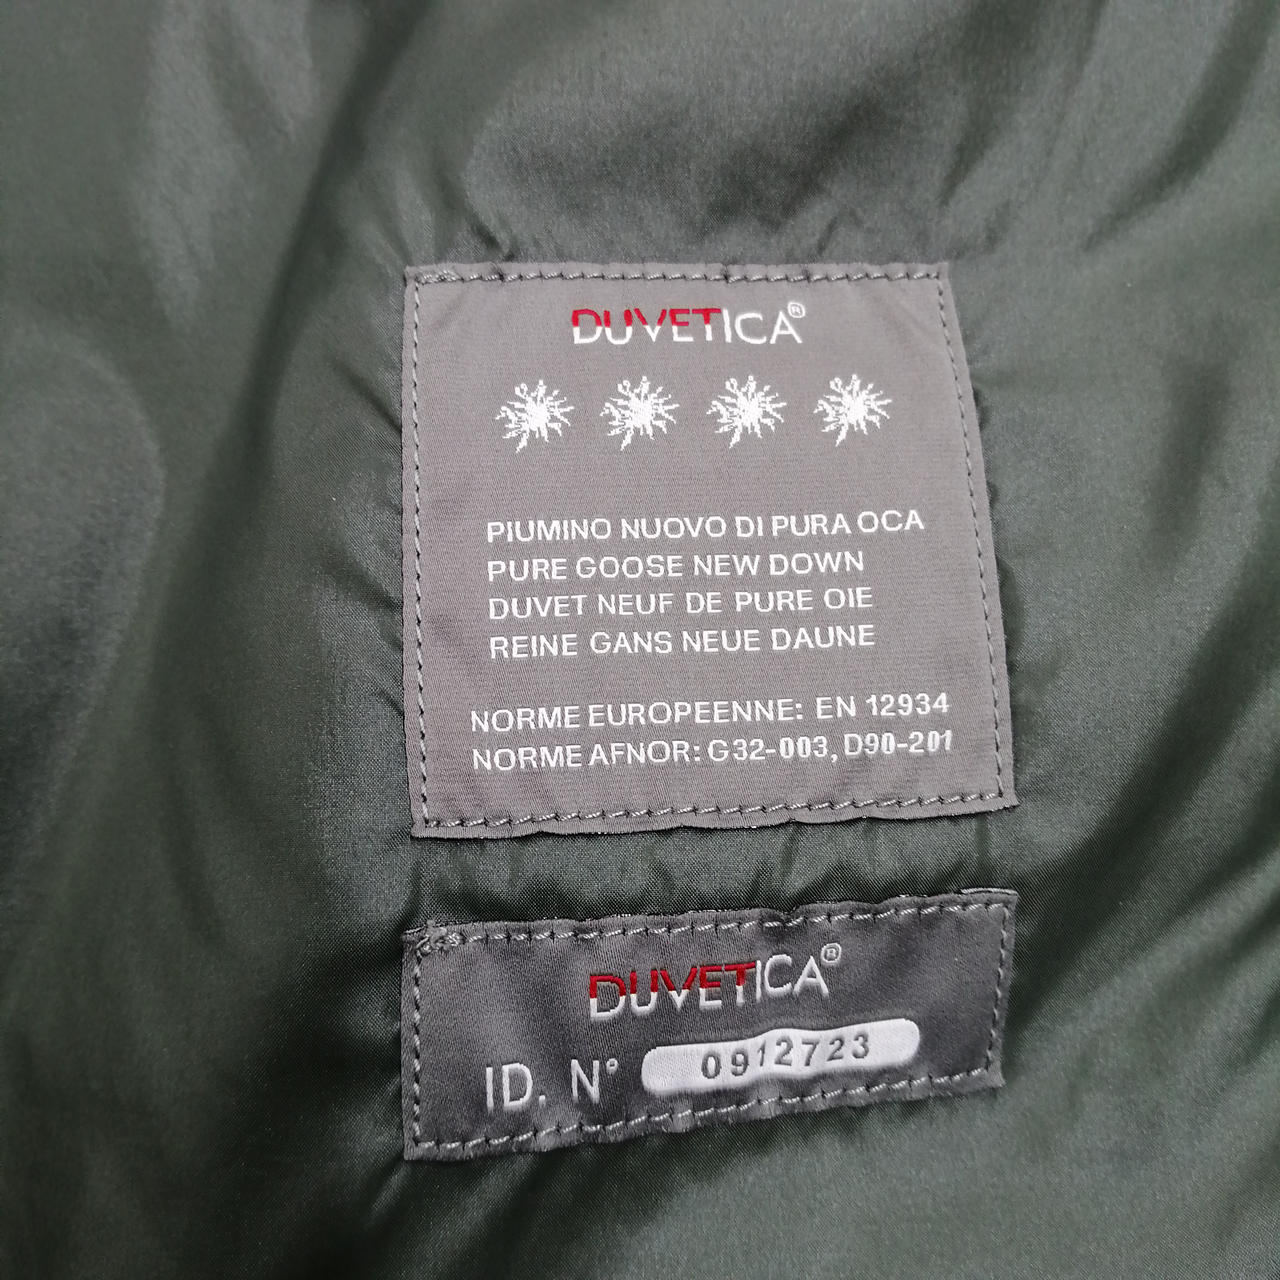 DUVETICA®
PIUMINO NUOVO DI PURA OCA
PURE GOOSE NEW DOWN
DUVET NEUF DE PURE OIE
REINE GANS NEUE DAUNE
NORME EUROPEENNE: EN 12934
NORME AFNOR: G32-003, D90-201
DUVETICA®
ID. N° 0912723